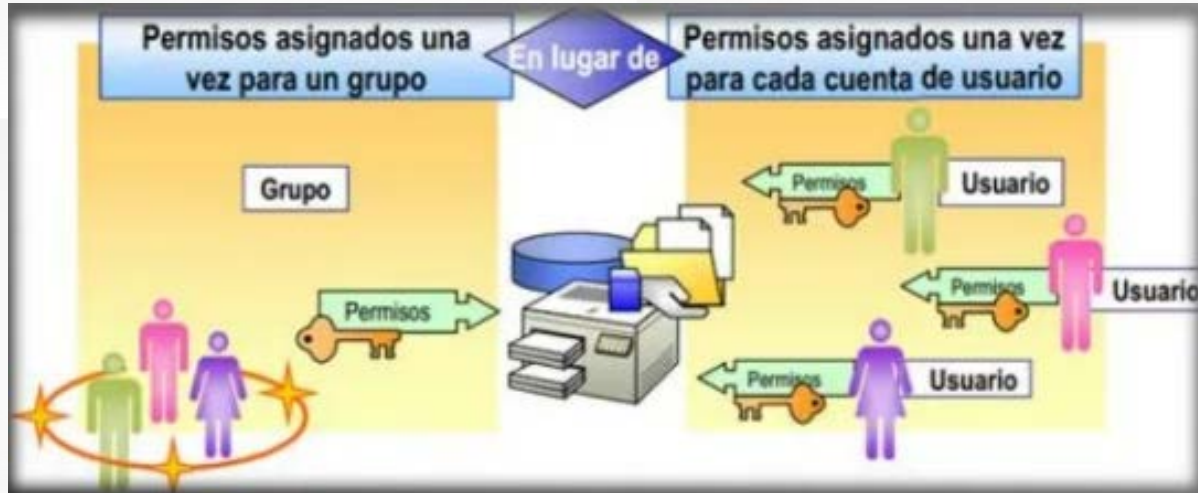 Permisos asignados una
vez para un grupo
En lugar de
Permisos asignados una vez
para cada cuenta de usuario
Grupo
Permisos
Permisos
Usuario
Permisos
Usuario
Permisos
Usuario